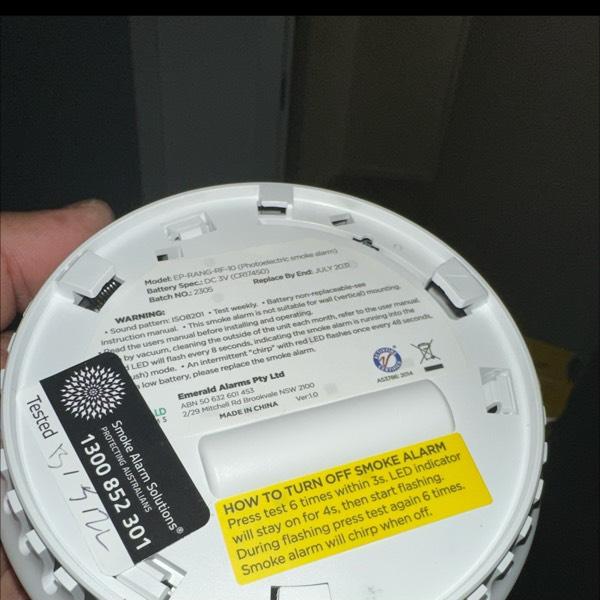 Model: EP-RANG-RF-10 (Photoelectric smoke alarm)
Battery Spec.: DC 3V (CR17450)
Batch NO.: 2305 Replace By End: JULY 2031
WARNING:
• Sound pattern: ISO8201 • Test weekly. • Battery non-replaceable-see
instruction manual. • This smoke alarm is not suitable for wall (vertical) mounting.
Read the users manual before installing and operating.
by vacuum, cleaning the outside of the unit each month, refer to the user manual.
LED will flash every 8 seconds, indicating the smoke alarm is running into the
mode. • An intermittent "chirp" with red LED flashes once every 48 seconds,
low battery, please replace the smoke alarm.
LD
S
Emerald Alarms Pty Ltd
ABN 50 632 601 453
2/29 Mitchell Rd Brookvale NSW 2100
MADE IN CHINA Ver:1.0
AS3786: 2014
Smoke Alarm Solutions®
PROTECTING AUSTRALIANS
1300 852 301
Tested
HOW TO TURN OFF SMOKE ALARM
Press test 6 times within 3s. LED indicator
will stay on for 4s, then start flashing.
During flashing press test again 6 times.
Smoke alarm will chirp when off.